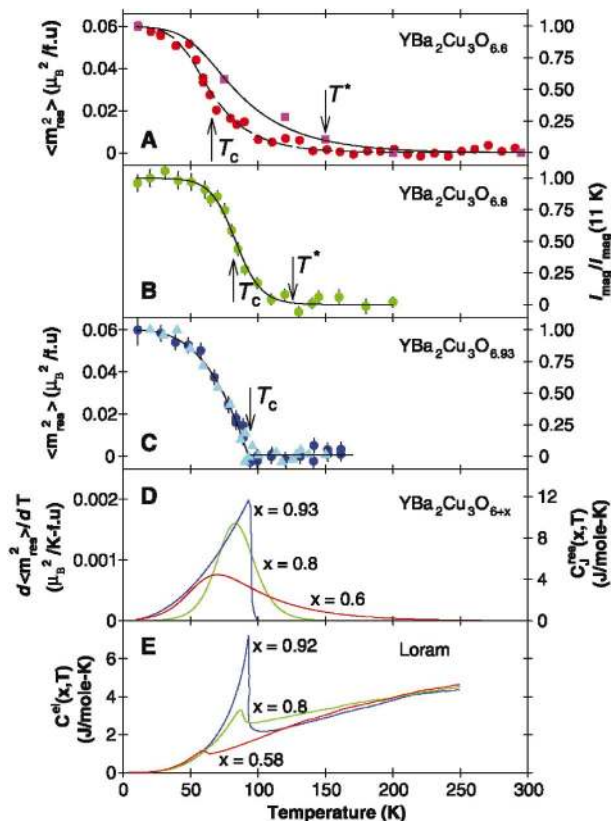 0.06
0.04
0.02
0
<m²res> (μB²/f.u)
A
YBa₂Cu₃O₆.₆
T*
Tc
1.00
0.75
0.50
0.25
0
B
YBa₂Cu₃O₆.₈
T*
Tc
1.00
0.75
0.50
0.25
0
Imag/Imag(11 K)
0.06
0.04
0.02
0
<m²res> (μB²/f.u)
C
YBa₂Cu₃O₆.₉₃
Tc
1.00
0.75
0.50
0.25
0
0.002
0.001
0
d<m²res>/dT
(μB²/K-f.u)
D
YBa₂Cu₃O₆₊ₓ
x = 0.93
x = 0.8
x = 0.6
12
8
4
0
CJres(x,T)
(J/mole-K)
6
4
2
0
Cel(x,T)
(J/mole-K)
E
Loram
x = 0.92
x = 0.8
x = 0.58
0 50 100 150 200 250 300
Temperature (K)